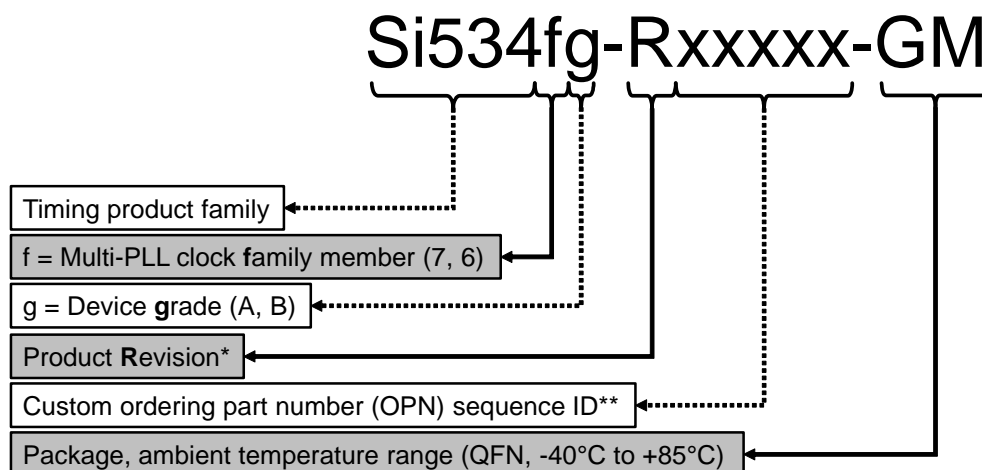 Si534fg-Rxxxxx-GM
Timing product family
f = Multi-PLL clock family member (7, 6)
g = Device grade (A, B)
Product Revision*
Custom ordering part number (OPN) sequence ID**
Package, ambient temperature range (QFN, -40°C to +85°C)